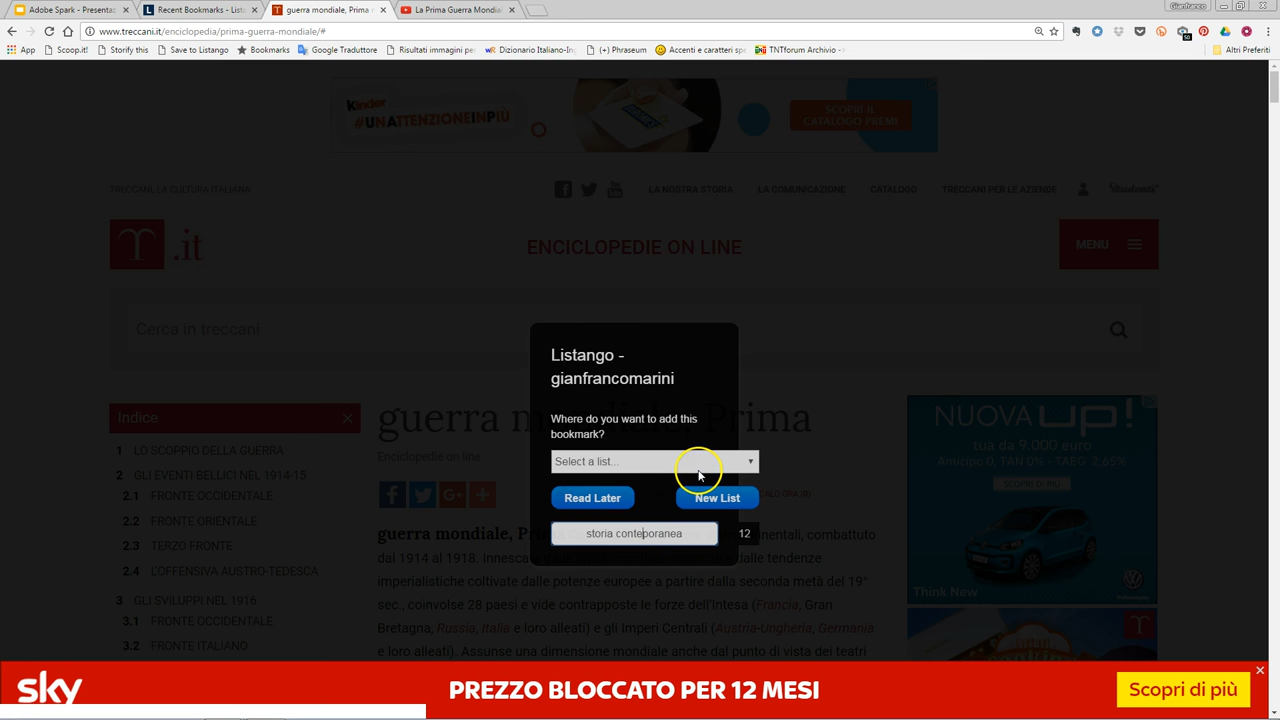 Adobe Spark - Presentaz
Recent Bookmarks - Lista
guerra mondiale, Prima i
La Prima Guerra Mondia
Gianfranco
www.treccani.it/enciclopedia/prima-guerra-mondiale/#
App
Scoop.it!
Storify this
Save to Listango
Bookmarks
Google Traduttore
Risultati immagini per
Dizionario Italiano-In
(+) Phraseum
Accenti e caratteri spe
TNTforum Archivio ->
Altri Preferiti
Kinder
#UNATTENZIONEINPIÙ
SCOPRI IL
CATALOGO PREMI
TRECCANI, LA CULTURA ITALIANA
LA NOSTRA STORIA
LA COMUNICAZIONE
CATALOGO
TRECCANI PER LE AZIENDE
T.it
ENCICLOPEDIE ON LINE
MENU
Cerca in treccani
Listango -
gianfrancomarini
Where do you want to add this
bookmark?
Select a list...
Read Later
New List
storia conteporanea
12
Indice
1 LO SCOPPIO DELLA GUERRA
2 GLI EVENTI BELLICI NEL 1914-15
2.1 FRONTE OCCIDENTALE
2.2 FRONTE ORIENTALE
2.3 TERZO FRONTE
2.4 L'OFFENSIVA AUSTRO-TEDESCA
3 GLI SVILUPPI NEL 1916
3.1 FRONTE OCCIDENTALE
3.2 FRONTE ITALIANO
guerra mondiale, Prima
Enciclopedie on line
guerra mondiale, P
dai 1914 al 1918. Innesca dalle tendenze
imperialistiche coltivate dalle potenze europee a partire dalla seconda metà del 19°
sec., coinvolse 28 paesi e vide contrapposte le forze dell'Intesa (Francia, Gran
Bretagna, Russia, Italia e loro alleati) e gli Imperi Centrali (Austria-Ungheria, Germania
e loro alleati). Assunse una dimensione mondiale anche dal punto di vista dei teatri
NUOVA up!
tua da 9.000 euro
Anticipo 0, TAN 0% - TAEG 2,65%
SCOPRI DI PIÙ
Think New
sky
PREZZO BLOCCATO PER 12 MESI
Scopri di più